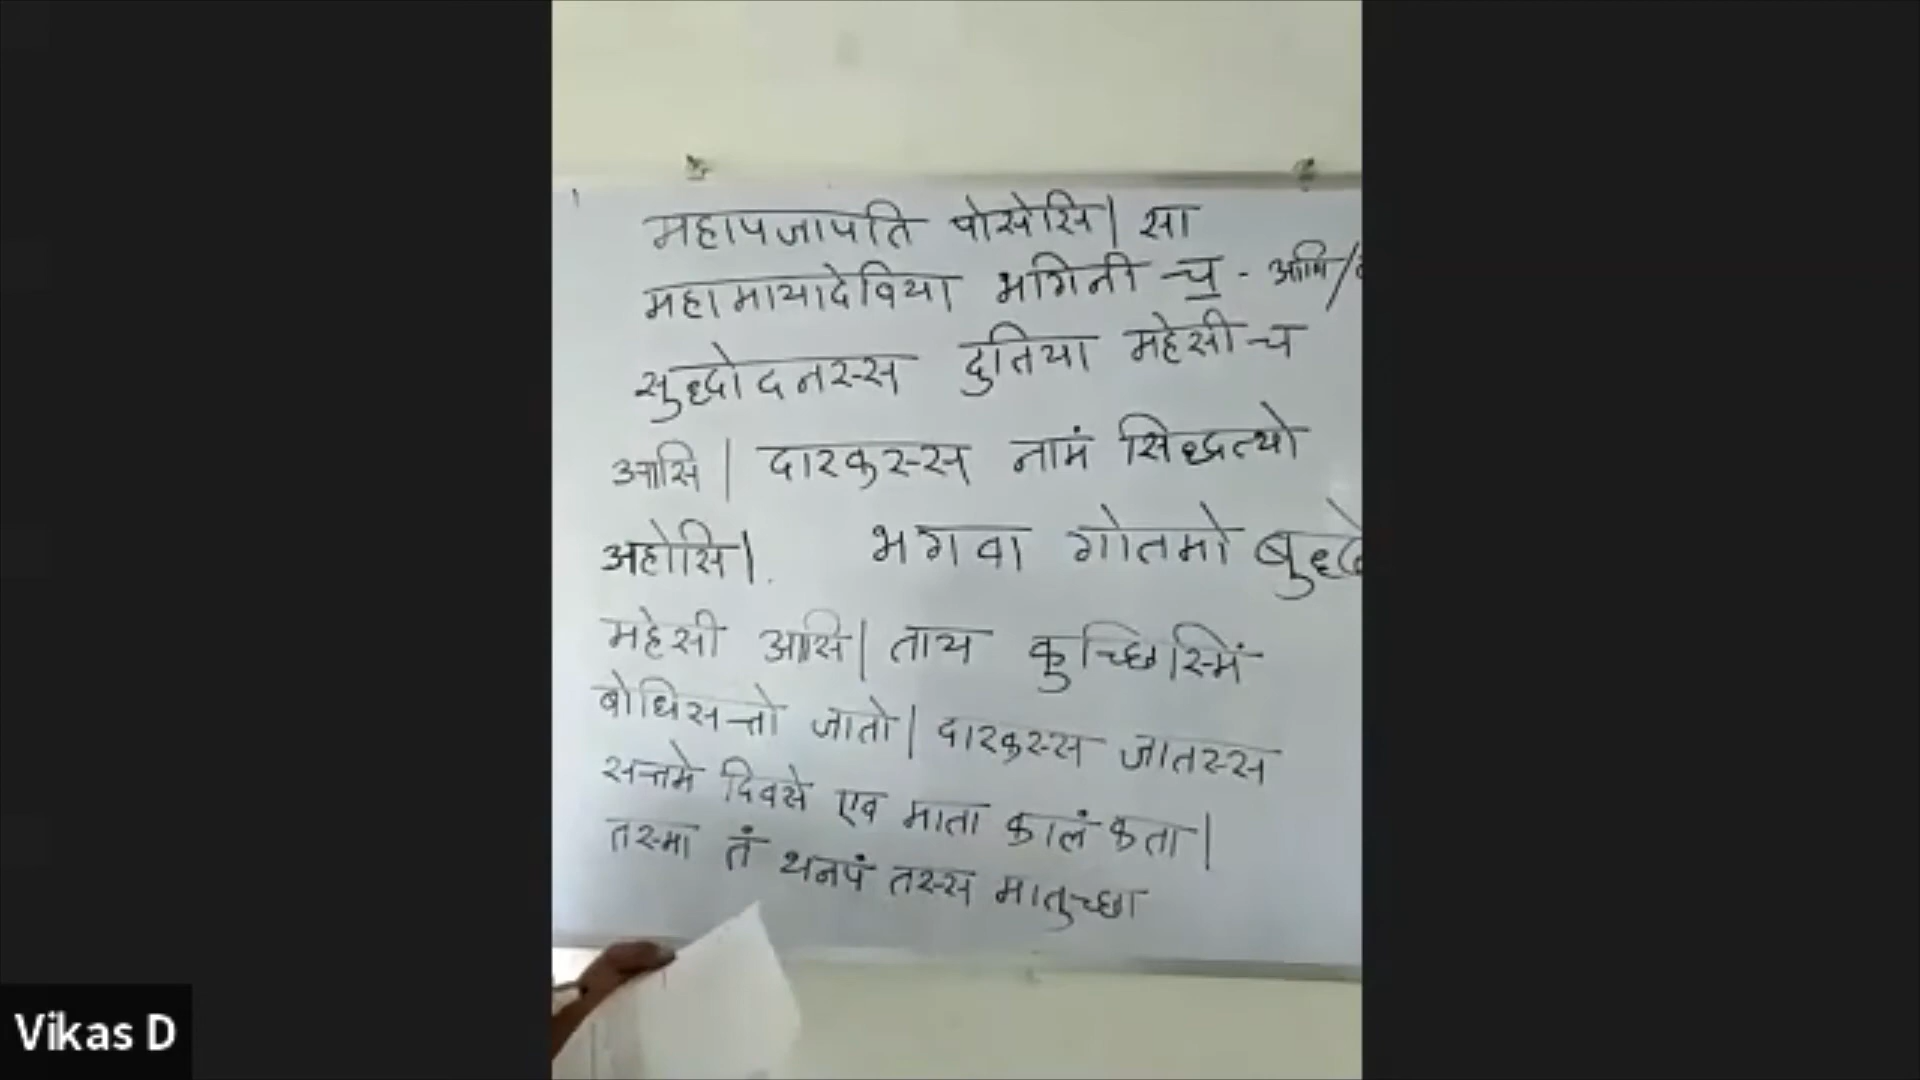 महापजापति पोसेसि| सा
महामायादेविया भगिनी च - आणि/
सुद्धोदनस्स दुतिया महेसी च
आसि| दारकस्स नामं सिद्धत्थो
अहोसि|. भगवा गोतमो बुद्धो
महेसी आसि| ताय कुच्छिस्मिं
बोधिसत्तो जातो| दारकस्स जातस्स
सत्तमे दिवसे एव माता कालंकता|
तस्मा तं थनपं तस्स मातुच्छा
Vikas D